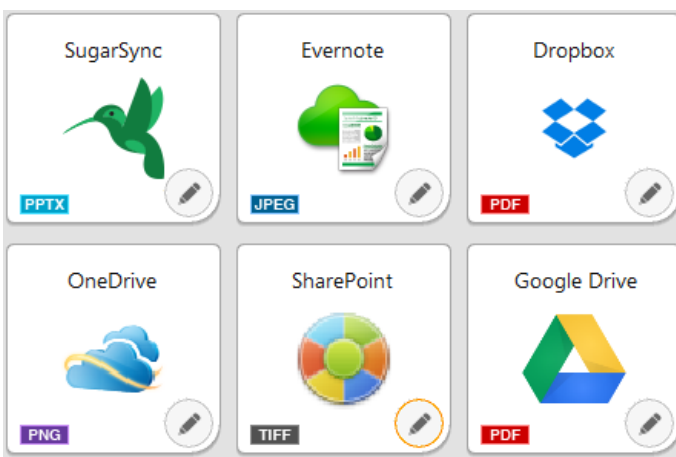 SugarSync
Evernote
Dropbox
PPTX
JPEG
PDF
OneDrive
SharePoint
Google Drive
PNG
TIFF
PDF